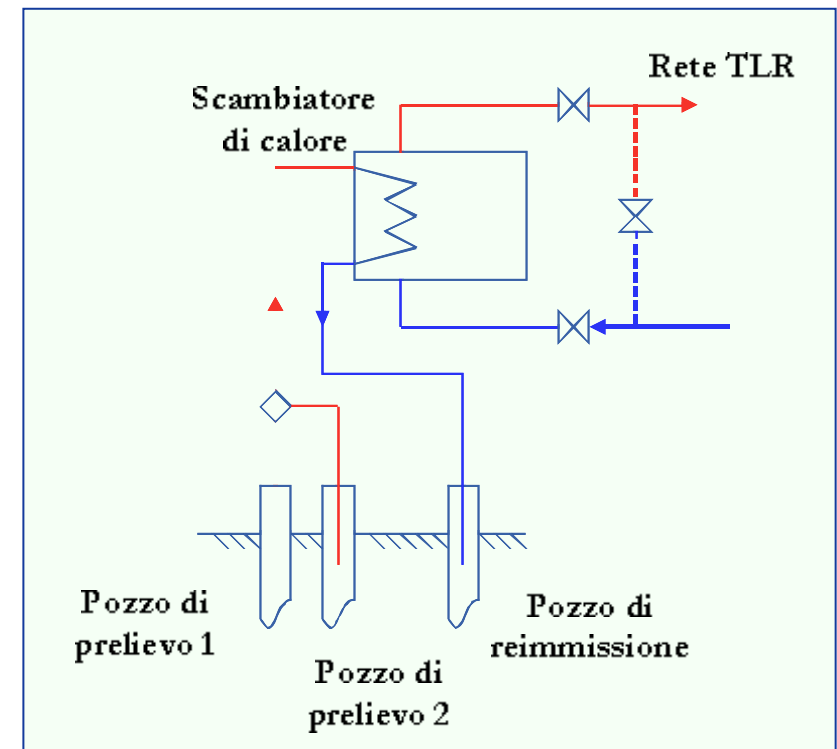 Rete TLR
Scambiatore
di calore
Pozzo di
prelievo 1
Pozzo di
prelievo 2
Pozzo di
reimmissione